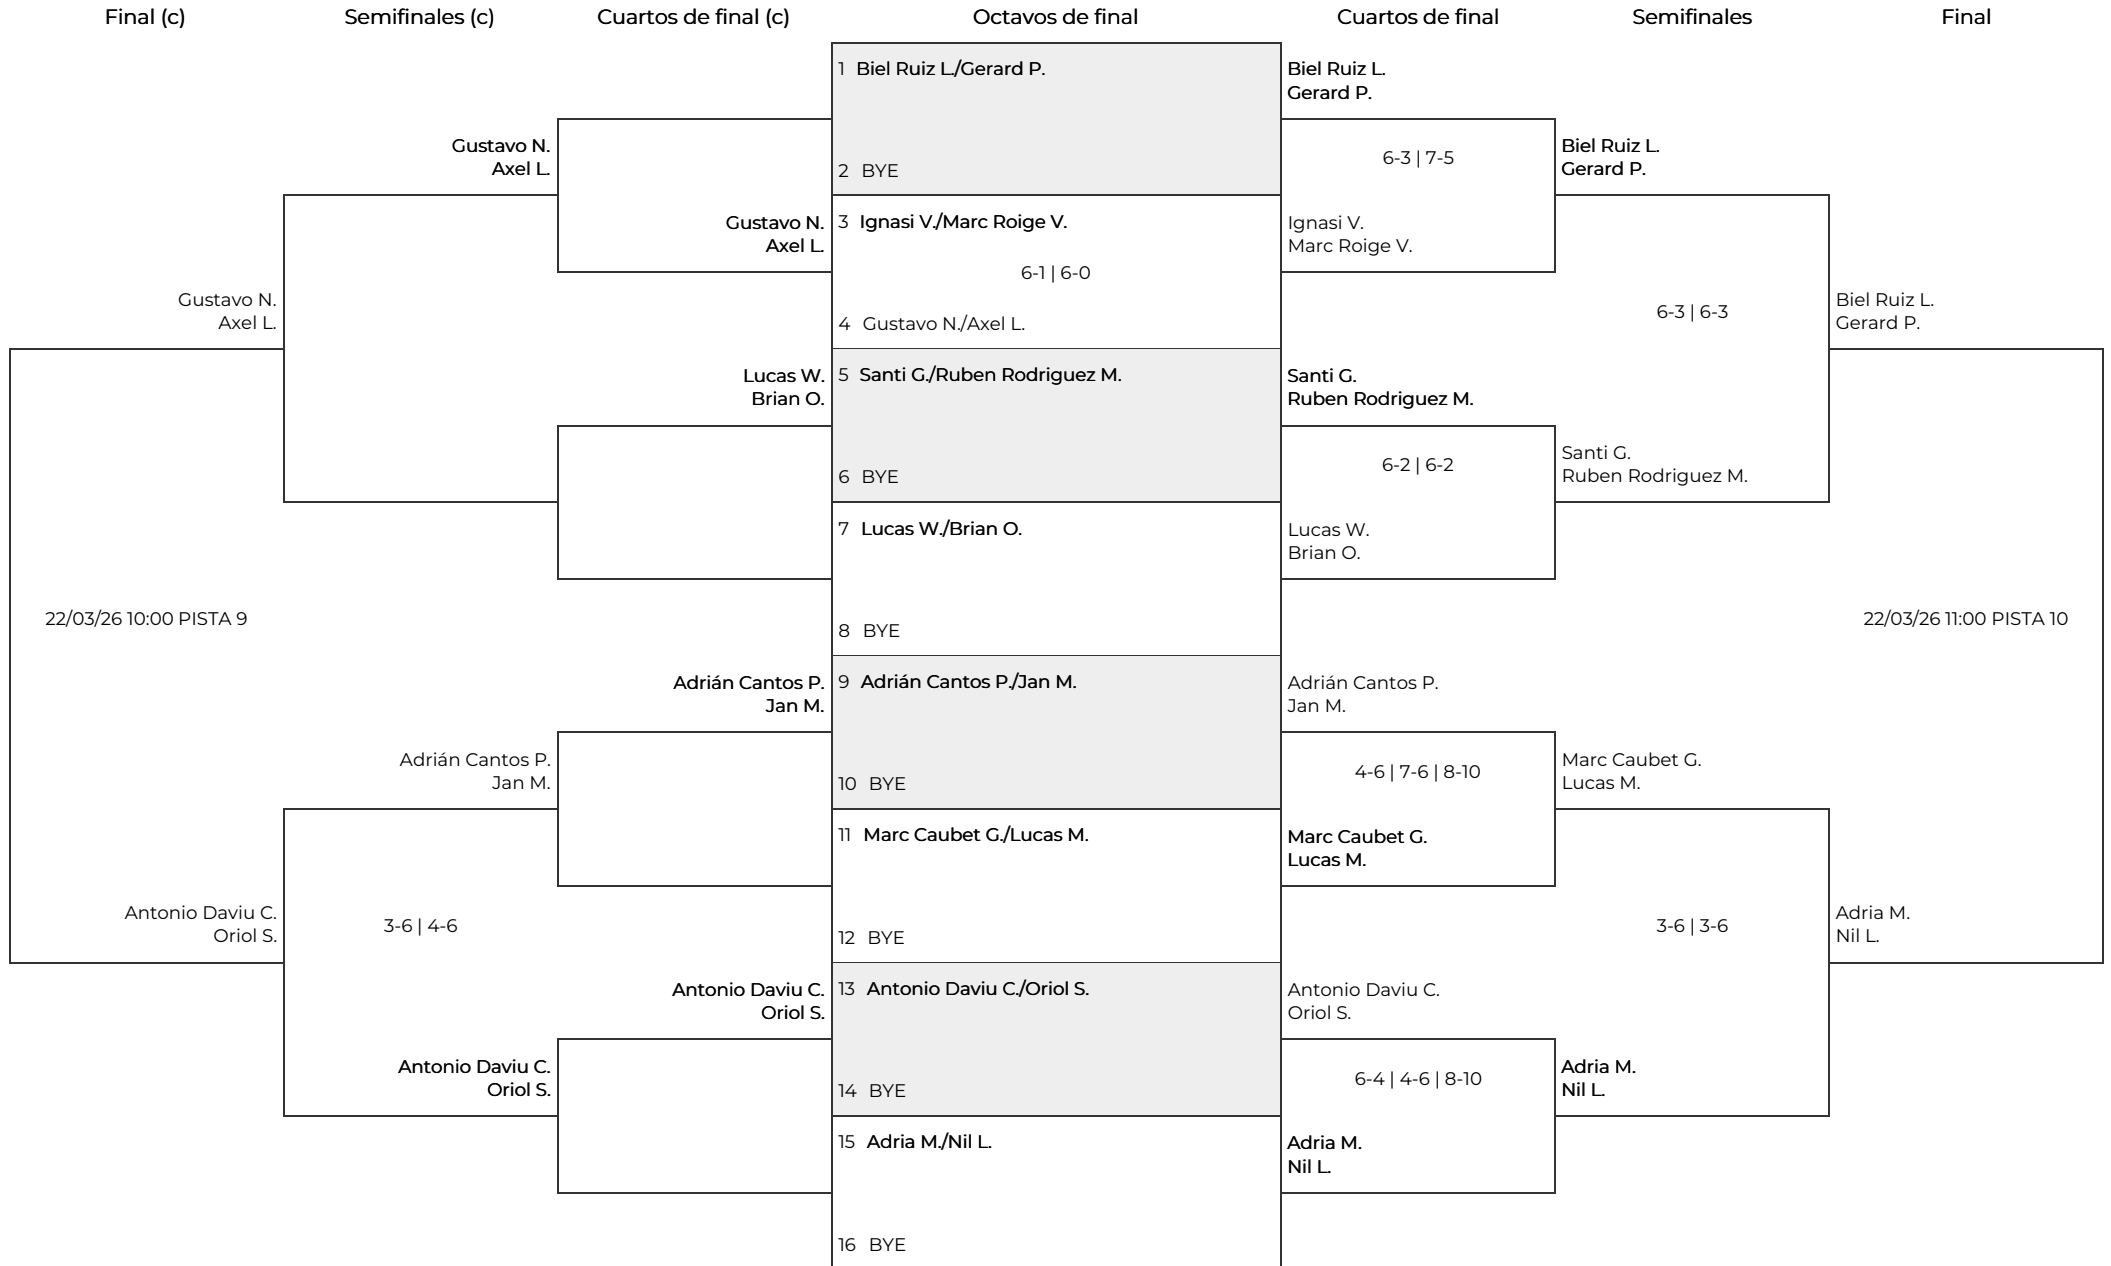 Final (c)
Semifinales (c)
Cuartos de final (c)
Octavos de final
Cuartos de final
Semifinales
Final
Gustavo N.
Axel L.
22/03/26 10:00 PISTA 9
Antonio Daviu C.
Oriol S.
Gustavo N.
Axel L.
Adrián Cantos P.
Jan M.
3-6 | 4-6
Antonio Daviu C.
Oriol S.
Gustavo N.
Axel L.
Lucas W.
Brian O.
Adrián Cantos P.
Jan M.
Antonio Daviu C.
Oriol S.
1 Biel Ruiz L./Gerard P.
2 BYE
3 Ignasi V./Marc Roige V.
6-1 | 6-0
4 Gustavo N./Axel L.
5 Santi G./Ruben Rodriguez M.
6 BYE
7 Lucas W./Brian O.
8 BYE
9 Adrián Cantos P./Jan M.
10 BYE
11 Marc Caubet G./Lucas M.
12 BYE
13 Antonio Daviu C./Oriol S.
14 BYE
15 Adria M./Nil L.
16 BYE
Biel Ruiz L.
Gerard P.
6-3 | 7-5
Ignasi V.
Marc Roige V.
Santi G.
Ruben Rodriguez M.
6-2 | 6-2
Lucas W.
Brian O.
Adrián Cantos P.
Jan M.
4-6 | 7-6 | 8-10
Marc Caubet G.
Lucas M.
Antonio Daviu C.
Oriol S.
6-4 | 4-6 | 8-10
Adria M.
Nil L.
Biel Ruiz L.
Gerard P.
6-3 | 6-3
Santi G.
Ruben Rodriguez M.
Marc Caubet G.
Lucas M.
3-6 | 3-6
Adria M.
Nil L.
Biel Ruiz L.
Gerard P.
22/03/26 11:00 PISTA 10
Adria M.
Nil L.